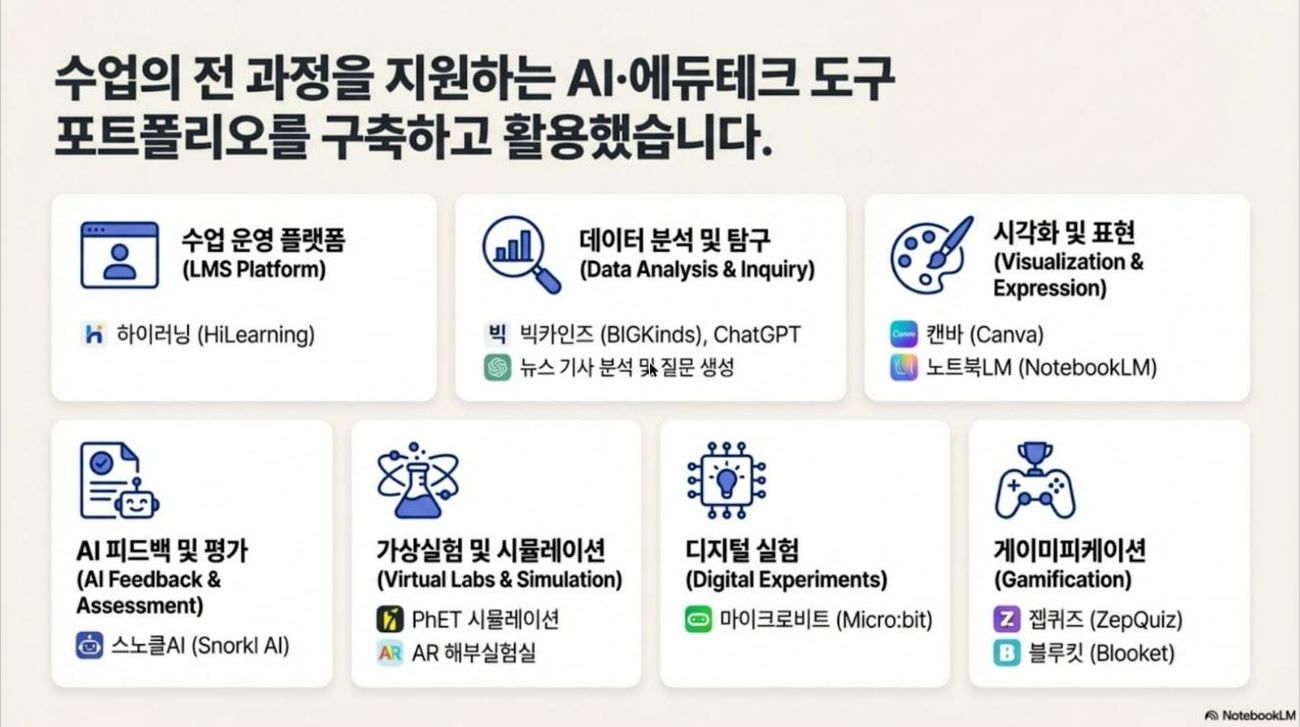 수업의 전 과정을 지원하는 AI·에듀테크 도구
포트폴리오를 구축하고 활용했습니다.
수업 운영 플랫폼
(LMS Platform)
하이러닝 (HiLearning)
데이터 분석 및 탐구
(Data Analysis & Inquiry)
빅 빅카인즈 (BIGKinds), ChatGPT
뉴스 기사 분석 및 질문 생성
시각화 및 표현
(Visualization &
Expression)
Canva 캔바 (Canva)
노트북LM (NotebookLM)
AI 피드백 및 평가
(AI Feedback &
Assessment)
스노클AI (Snorkl AI)
가상실험 및 시뮬레이션
(Virtual Labs & Simulation)
PhET 시뮬레이션
AR AR 해부실험실
디지털 실험
(Digital Experiments)
마이크로비트 (Micro:bit)
게이미피케이션
(Gamification)
Z 젭퀴즈 (ZepQuiz)
B 블루킷 (Blooket)
NotebookLM